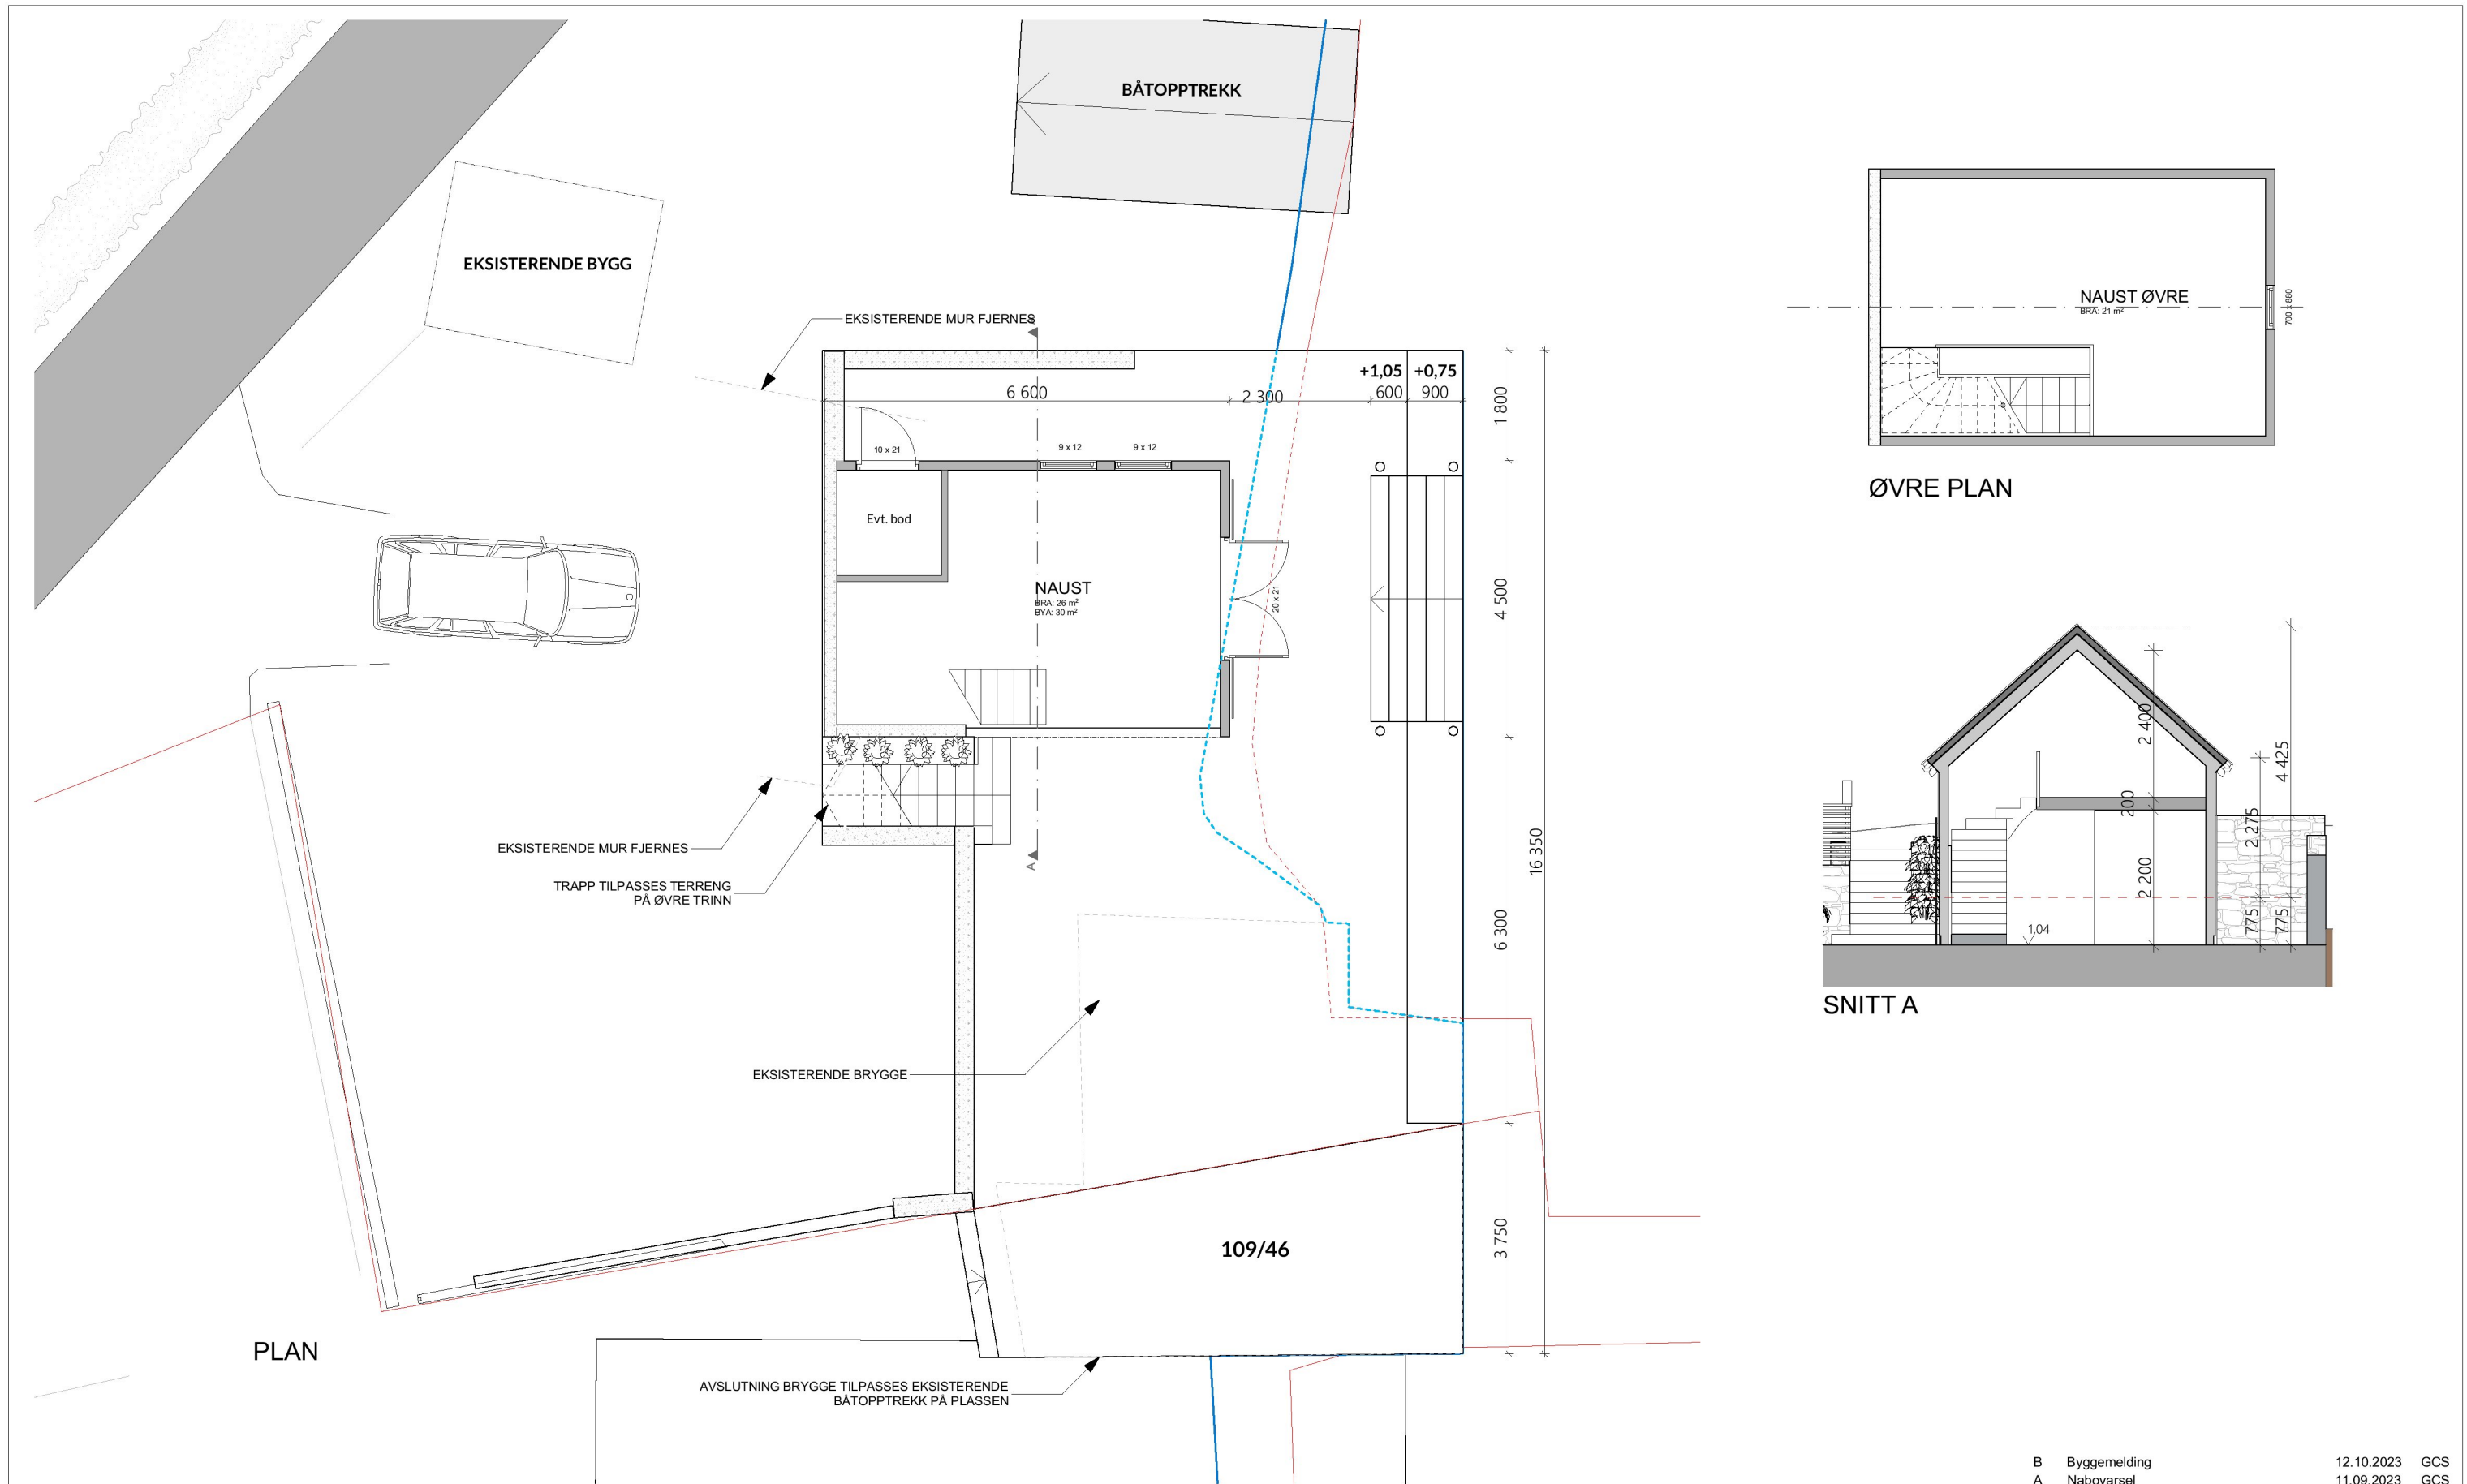 BÅTOPPTREKK
EKSISTERENDE BYGG
EKSISTERENDE MUR FJERNES
A
+1,05 +0,75
6 600
2 300
600
900
1 800
10 x 21
9 x 12
9 x 12
Evt. bod
NAUST
BRA: 26 m²
BYA: 30 m²
20 x 21
4 500
EKSISTERENDE MUR FJERNES
TRAPP TILPASSES TERRENG
PÅ ØVRE TRINN
A
16 350
6 300
EKSISTERENDE BRYGGE
109/46
3 750
PLAN
AVSLUTNING BRYGGE TILPASSES EKSISTERENDE
BÅTOPPTREKK PÅ PLASSEN
NAUST ØVRE
BRA: 21 m²
700 x 880
ØVRE PLAN
2 400
200
2 200
4 425
2 275
775
775
1,04
SNITT A
B Byggemelding 12.10.2023 GCS
A Nabovarsel 11.09.2023 GCS